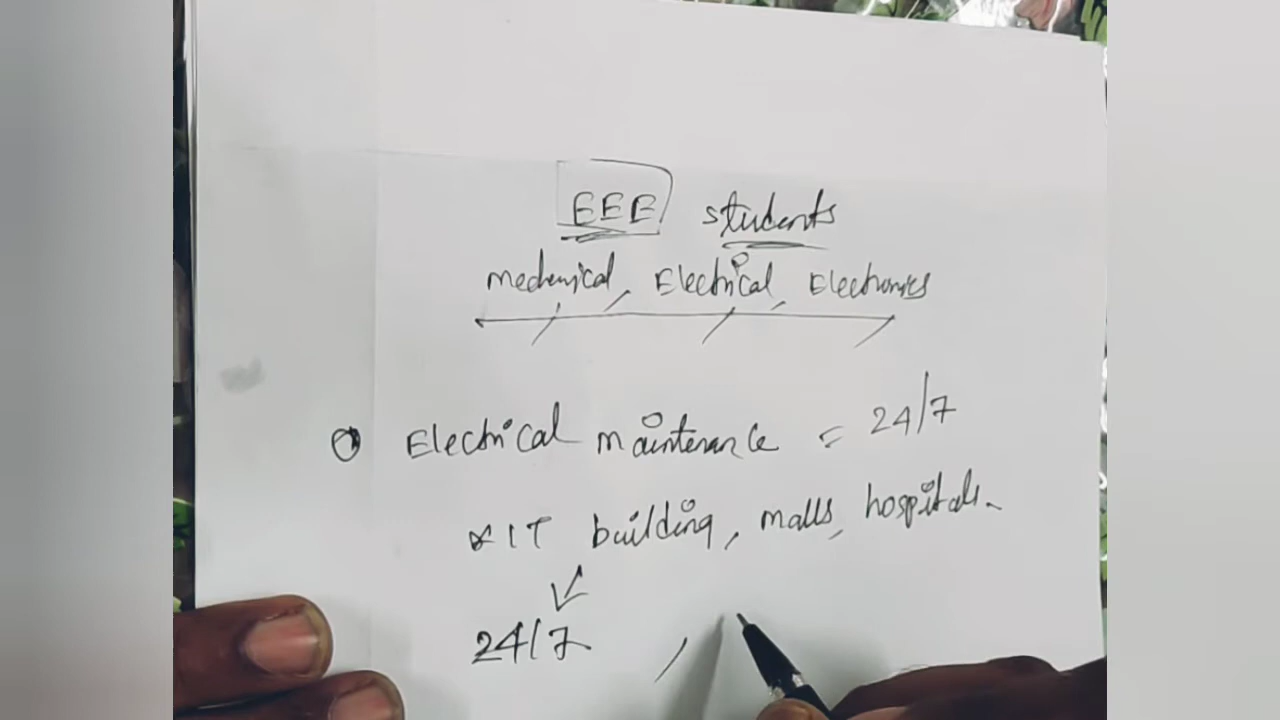 EEE students
mechanical, Electrical, Electronics
Electrical maintenance = 24/7
* IT building, malls, hospitals.
24/7